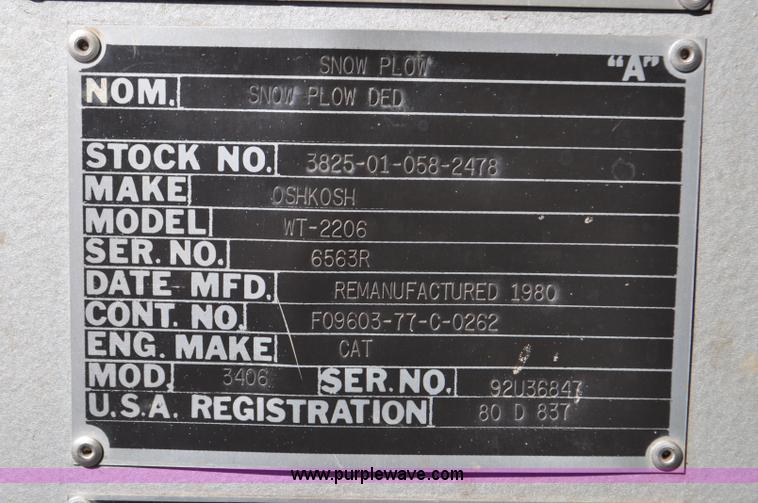 SNOW PLOW "A"
NOM. SNOW PLOW DED
STOCK NO. 3825-01-058-2478
MAKE OSHKOSH
MODEL WT-2206
SER. NO. 6563R
DATE MFD. REMANUFACTURED 1980
CONT. NO. F09603-77-C-0262
ENG. MAKE CAT
MOD. 3406 SER. NO. 92U36847
U.S.A. REGISTRATION 80 D 837
www.purplewave.com